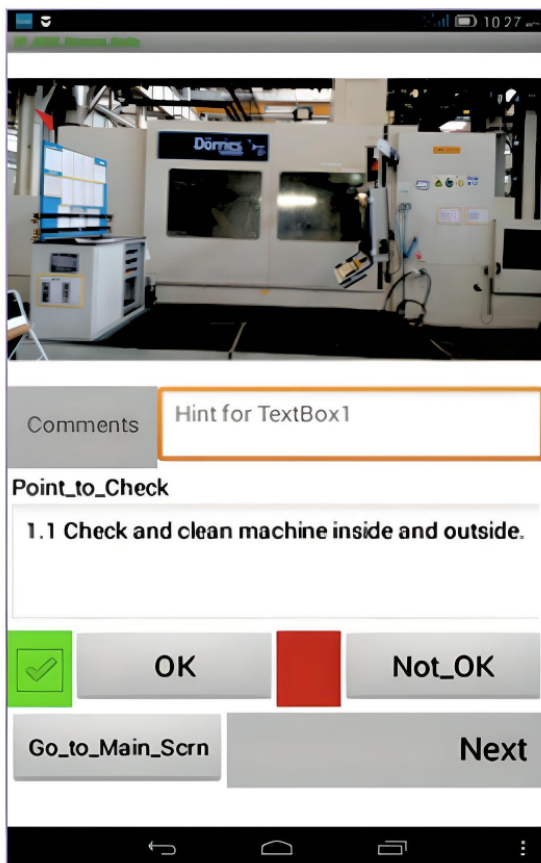 10:27
Dörries
Comments
Hint for TextBox1
Point_to_Check
1.1 Check and clean machine inside and outside.
OK
Not_OK
Go_to_Main_Scrn
Next